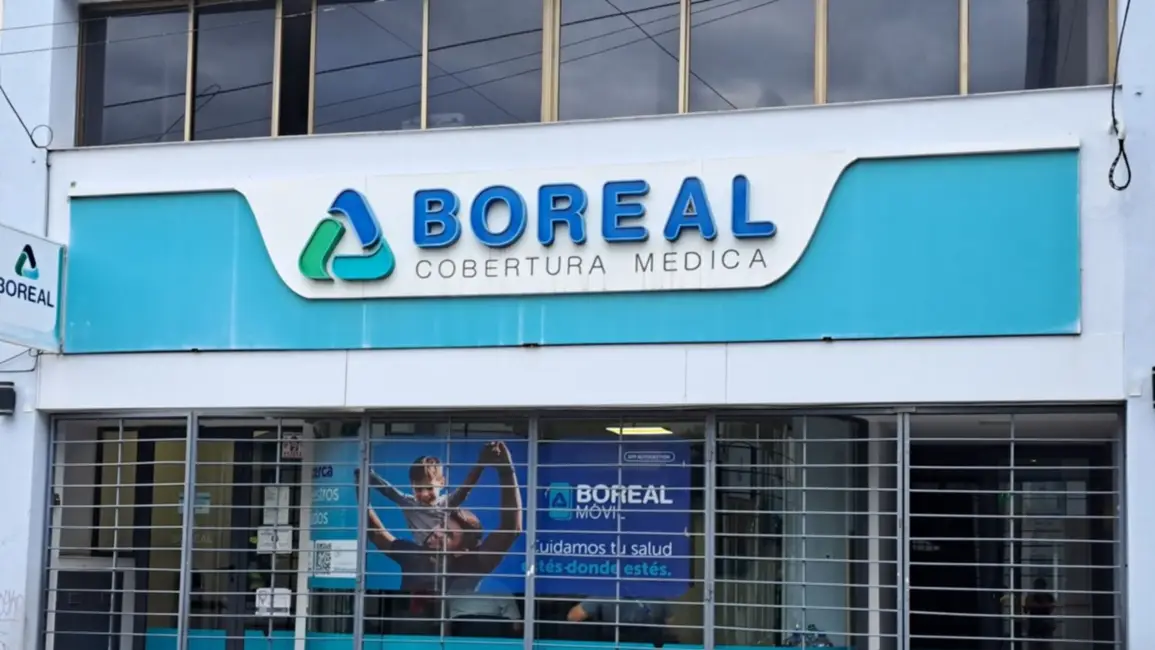 BOREAL
COBERTURA MEDICA
BOREAL
BOREAL
MÓVIL
Cuidamos tu salud
estés donde estés.